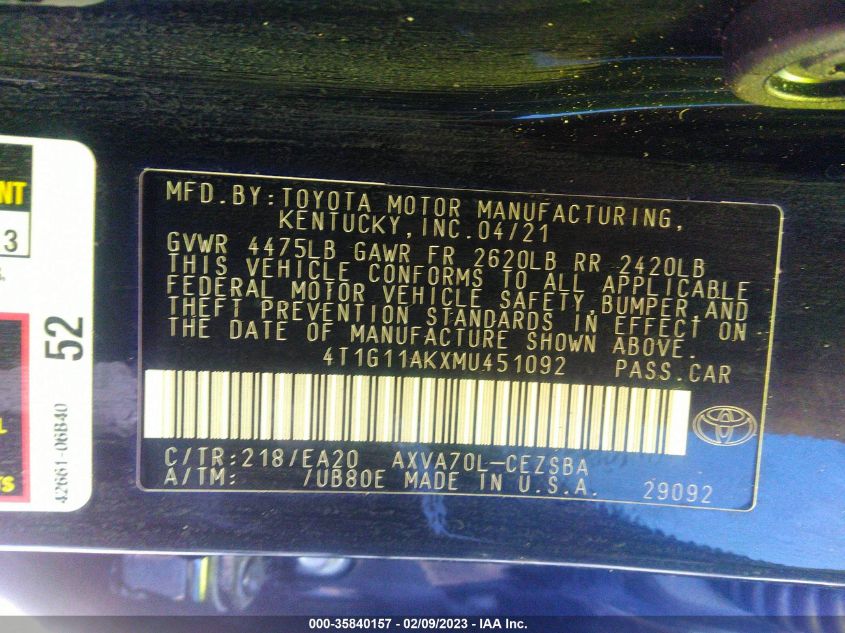 NT
3
S.
52
42661-06B40
L
TS
MFD.BY:TOYOTA MOTOR MANUFACTURING,
KENTUCKY,INC.04/21
GVWR 4475LB GAWR FR 2620LB RR 2420LB
THIS VEHICLE CONFORMS TO ALL APPLICABLE
FEDERAL MOTOR VEHICLE SAFETY,BUMPER,AND
THEFT PREVENTION STANDARDS IN EFFECT ON
THE DATE OF MANUFACTURE SHOWN ABOVE.
4T1G11AKXMU451092 PASS.CAR
C/TR:218/EA20 AXVA70L-CEZSBA
A/TM: /UB80E MADE IN U.S.A. 29092
000-35840157 - 02/09/2023 - IAA Inc.